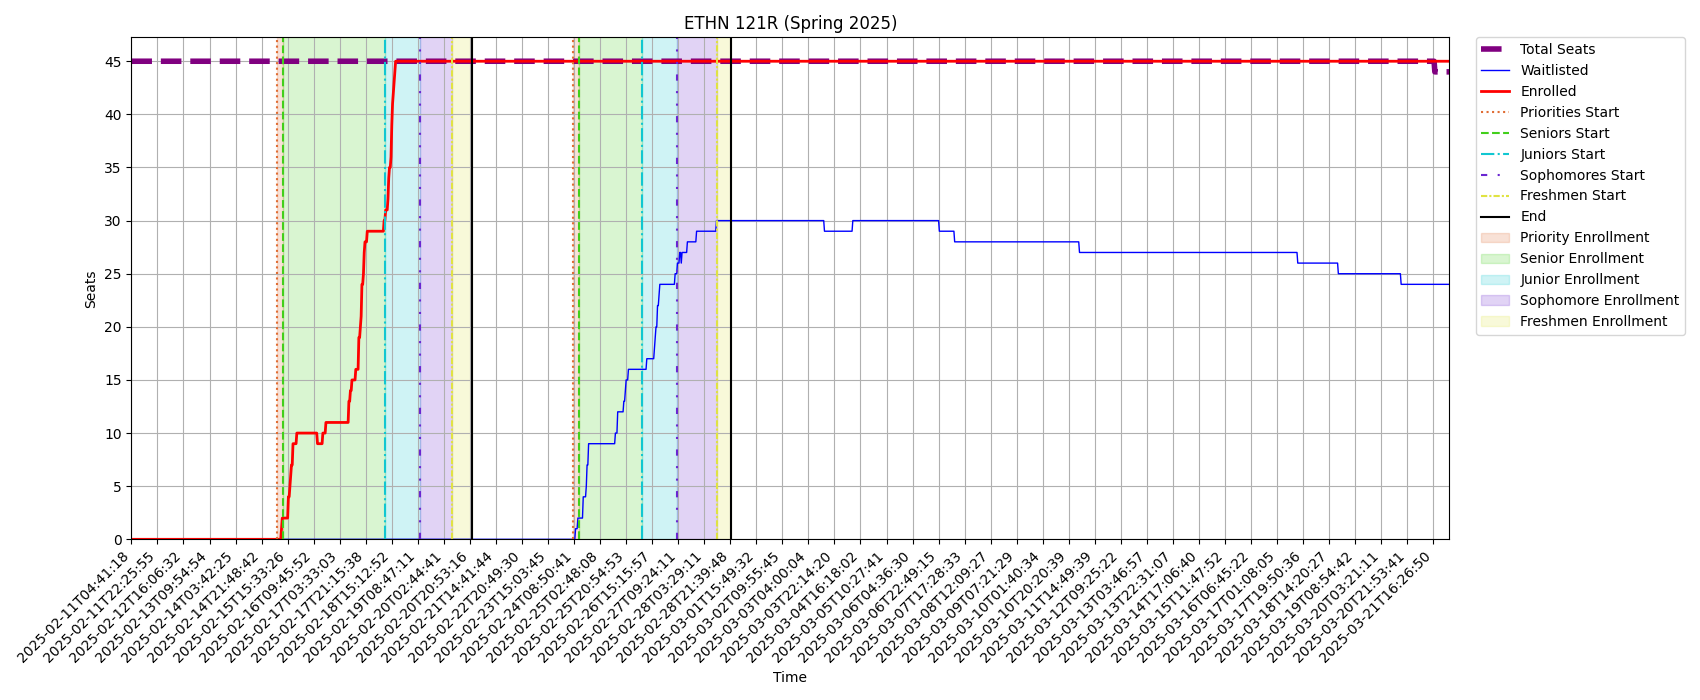 ETHN 121R (Spring 2025)
Seats
45
40
35
30
25
20
15
10
5
0
2025-02-11T04:41:18
2025-02-11T22:25:55
2025-02-12T16:06:32
2025-02-13T09:54:54
2025-02-14T03:42:25
2025-02-14T21:48:42
2025-02-15T15:33:26
2025-02-16T09:45:52
2025-02-17T03:33:03
2025-02-17T21:15:38
2025-02-18T15:12:52
2025-02-19T08:47:11
2025-02-20T02:44:41
2025-02-20T20:53:16
2025-02-21T14:41:44
2025-02-22T20:49:30
2025-02-23T15:03:45
2025-02-24T08:50:41
2025-02-25T02:48:08
2025-02-25T20:54:53
2025-02-26T15:15:57
2025-02-27T09:24:11
2025-02-28T03:29:11
2025-02-28T21:39:48
2025-03-01T15:49:32
2025-03-02T09:55:45
2025-03-03T04:00:04
2025-03-03T22:14:20
2025-03-04T16:18:02
2025-03-05T10:27:41
2025-03-06T04:36:30
2025-03-06T22:49:15
2025-03-07T17:28:33
2025-03-08T12:09:27
2025-03-09T07:21:29
2025-03-10T01:40:34
2025-03-10T20:20:39
2025-03-11T14:49:39
2025-03-12T09:25:22
2025-03-13T03:46:57
2025-03-13T22:31:07
2025-03-14T17:06:40
2025-03-15T11:47:52
2025-03-16T06:45:22
2025-03-17T01:08:05
2025-03-17T19:50:36
2025-03-18T14:20:27
2025-03-19T08:54:42
2025-03-20T03:21:11
2025-03-20T21:53:41
2025-03-21T16:26:50
Time
Total Seats
Waitlisted
Enrolled
Priorities Start
Seniors Start
Juniors Start
Sophomores Start
Freshmen Start
End
Priority Enrollment
Senior Enrollment
Junior Enrollment
Sophomore Enrollment
Freshmen Enrollment